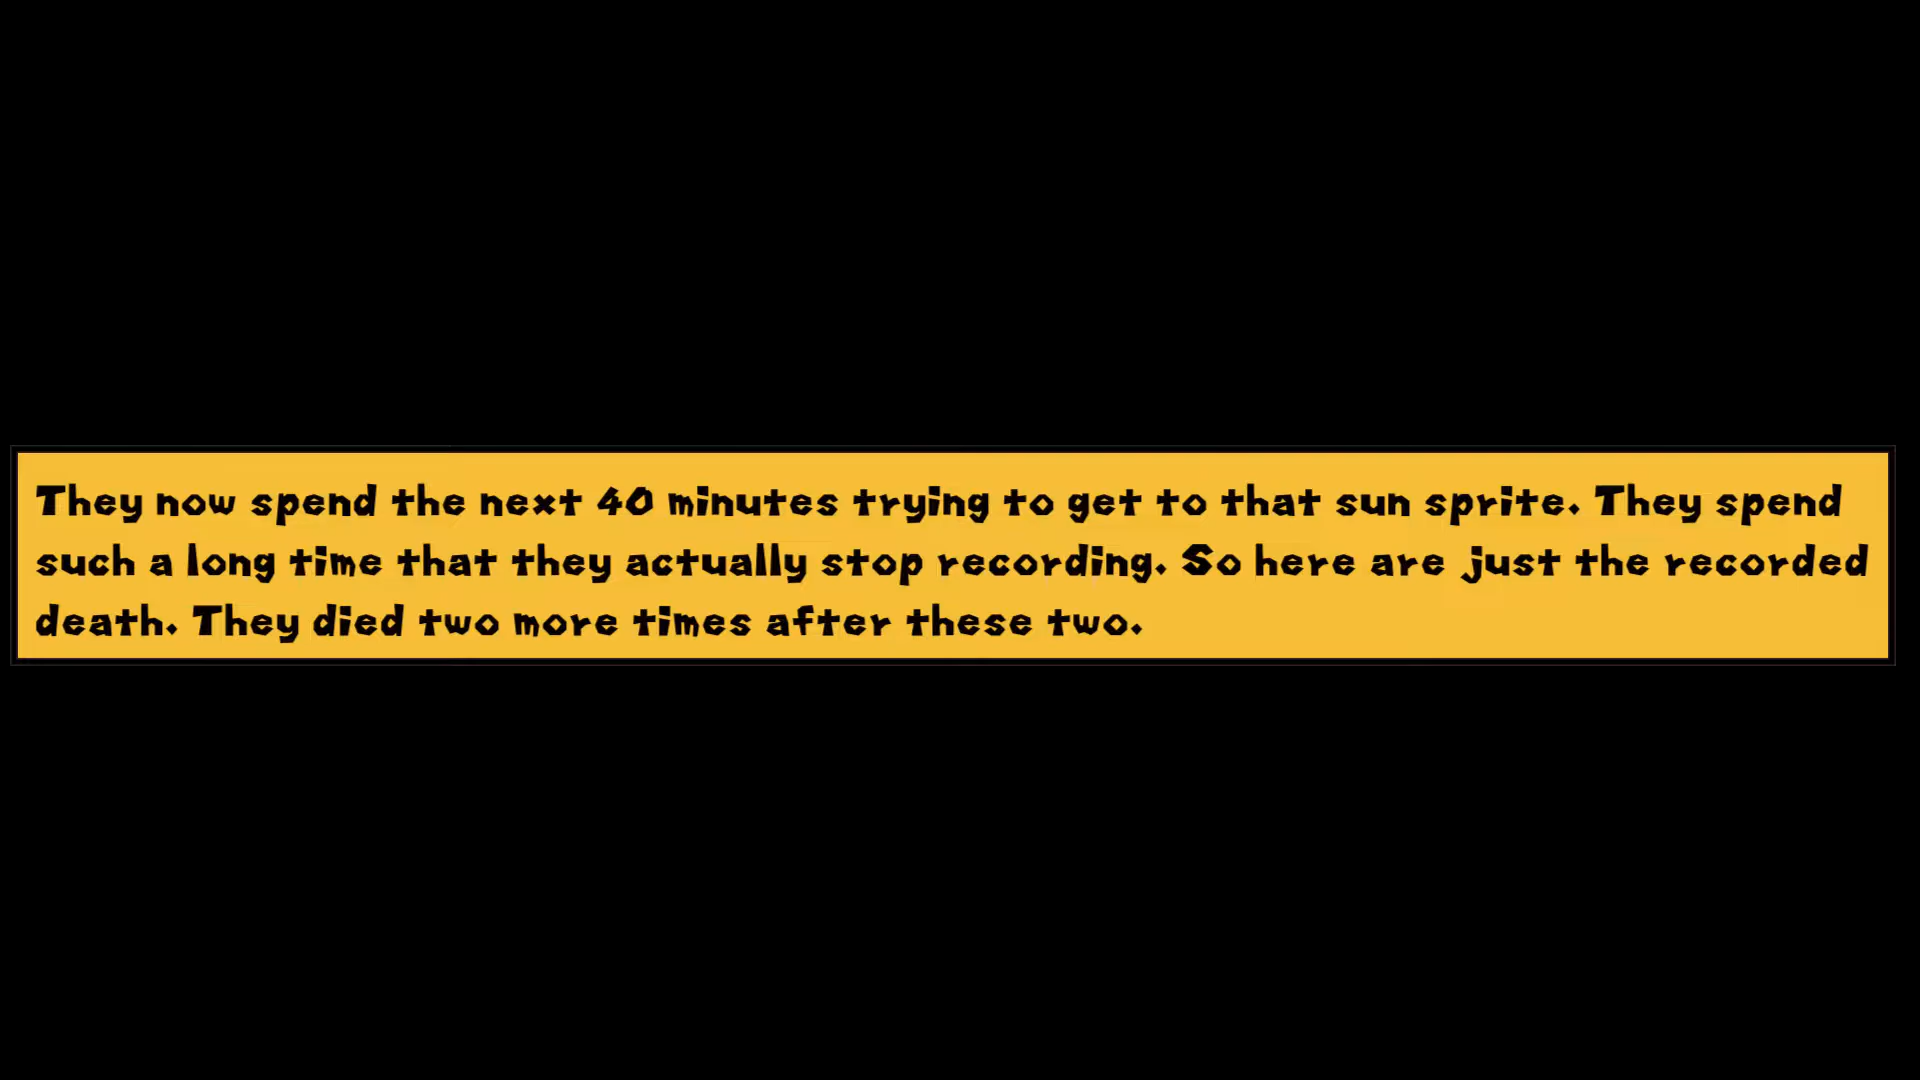 They now spend the next 40 minutes trying to get to that sun sprite. They spend
such a long time that they actually stop recording. So here are just the recorded
death. They died two more times after these two.